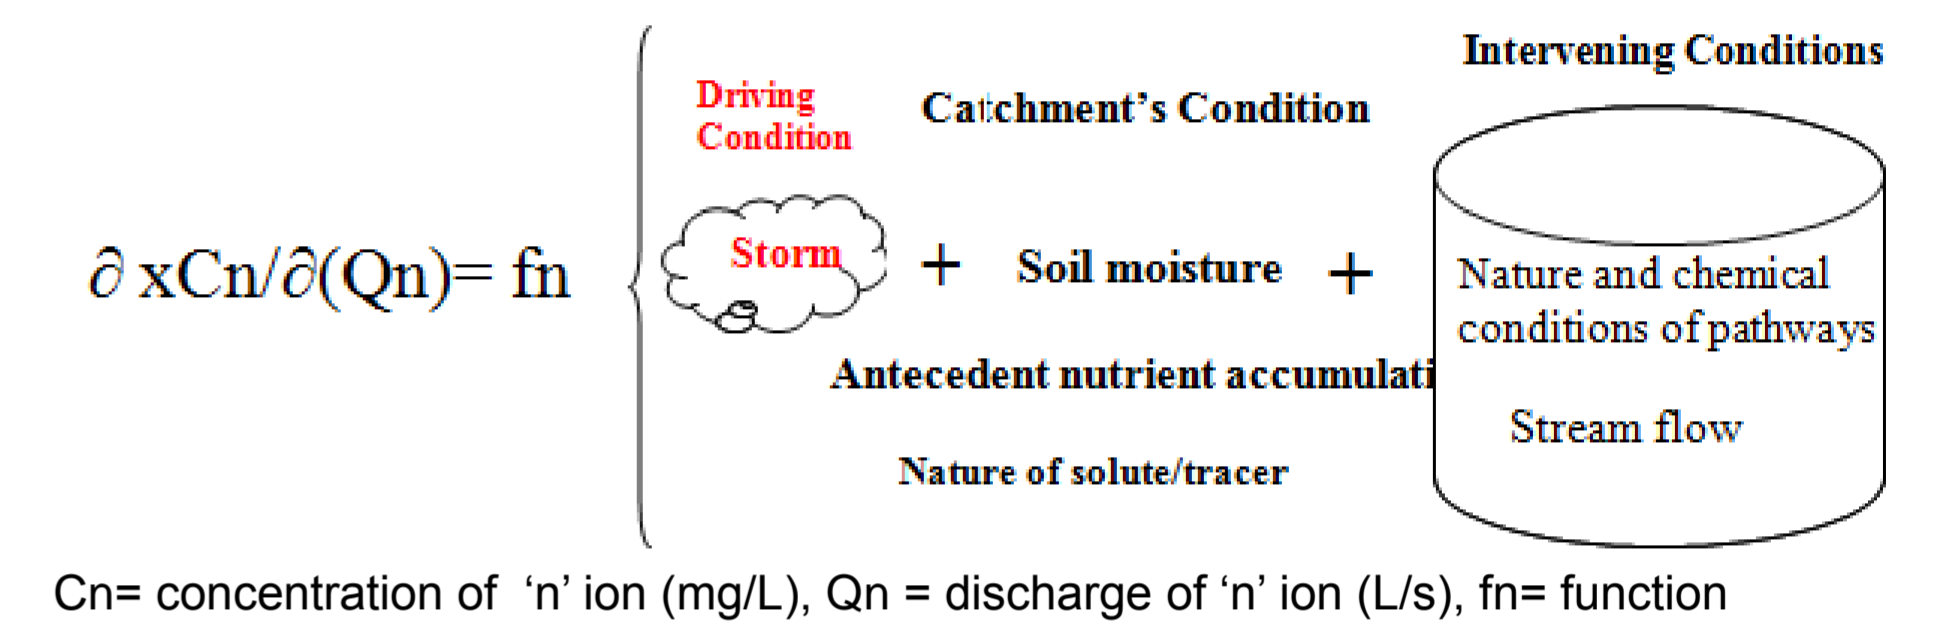 Intervening Conditions
Driving
Condition
Catchment’s Condition
∂ xCn/∂(Qn)= fn
Storm
+
Soil moisture
+
Nature and chemical
conditions of pathways
Antecedent nutrient accumulati
Stream flow
Nature of solute/tracer
Cn= concentration of ‘n’ ion (mg/L), Qn = discharge of ‘n’ ion (L/s), fn= function